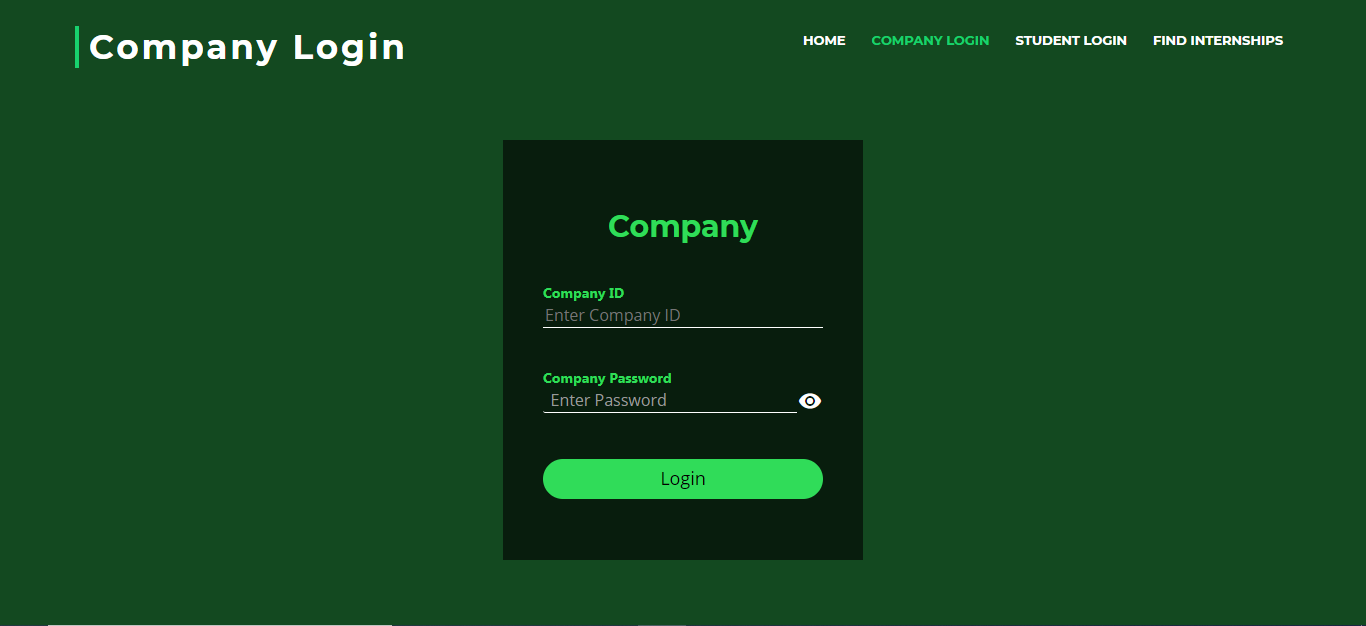 Company Login
HOME COMPANY LOGIN STUDENT LOGIN FIND INTERNSHIPS
Company
Company ID
Enter Company ID
Company Password
Enter Password
Login